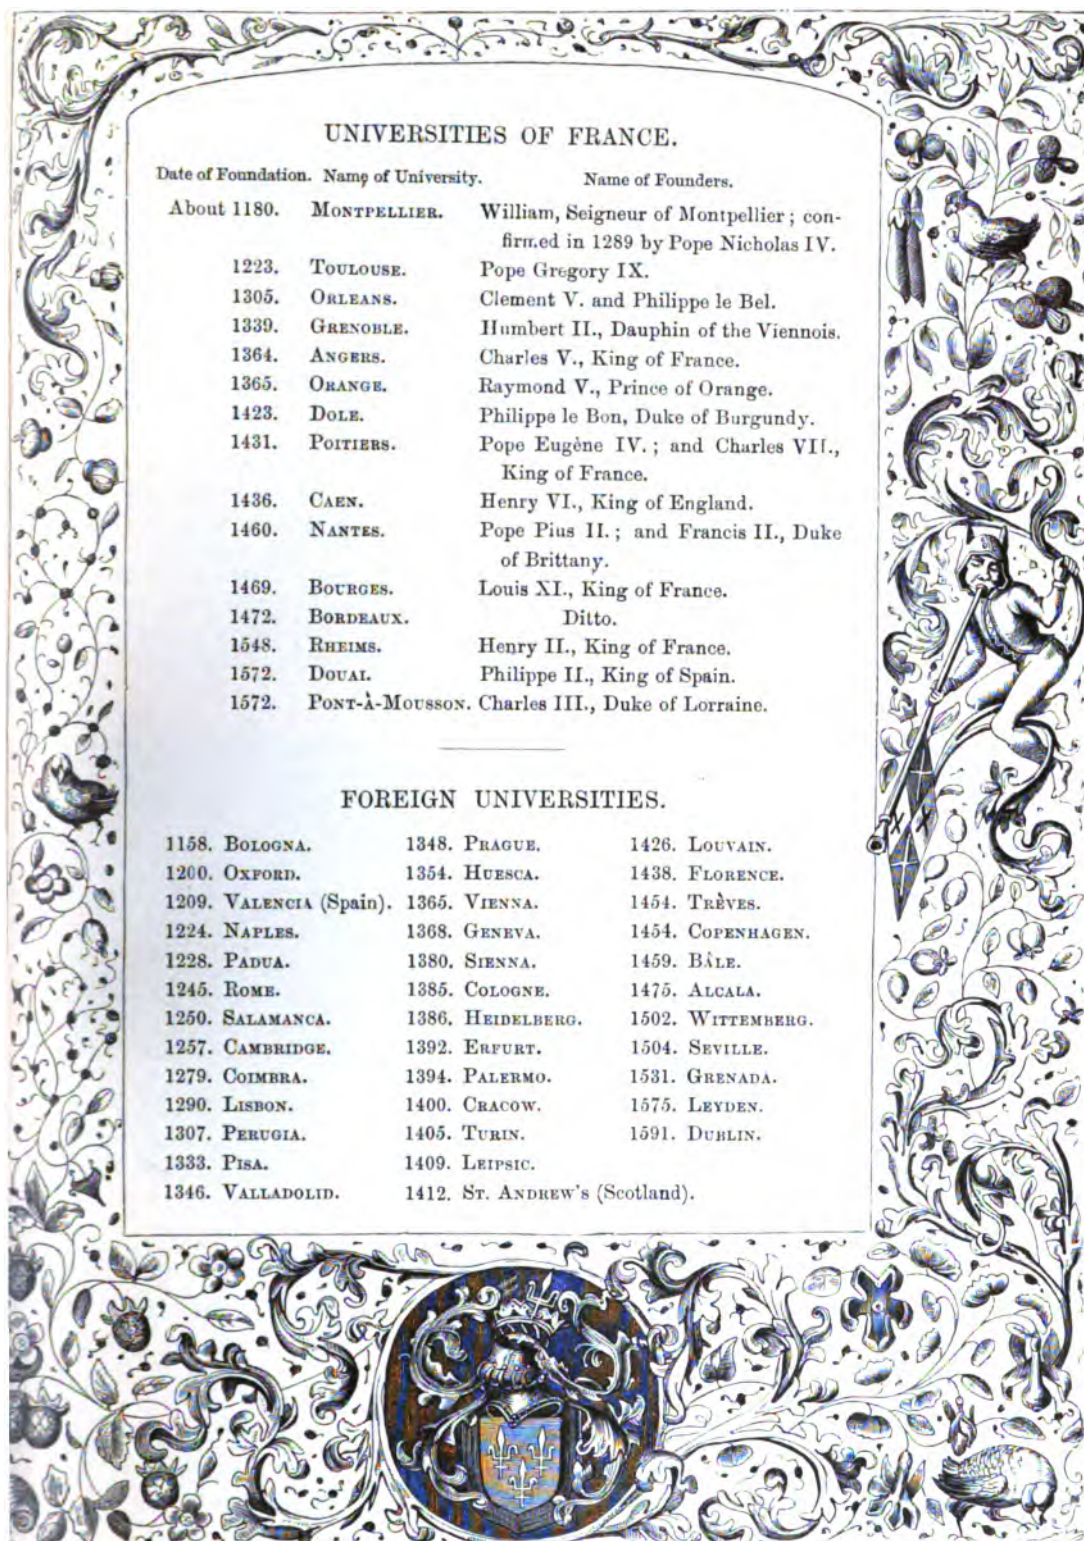 UNIVERSITIES OF FRANCE.
Date of Foundation. Name of University. Name of Founders.
About 1180. MONTPELLIER. William, Seigneur of Montpellier ; con-
firmed in 1289 by Pope Nicholas IV.
1223. TOULOUSE. Pope Gregory IX.
1305. ORLEANS. Clement V. and Philippe le Bel.
1339. GRENOBLE. Humbert II., Dauphin of the Viennois.
1364. ANGERS. Charles V., King of France.
1365. ORANGE. Raymond V., Prince of Orange.
1423. DOLE. Philippe le Bon, Duke of Burgundy.
1431. POITIERS. Pope Eugène IV. ; and Charles VII.,
King of France.
1436. CAEN. Henry VI., King of England.
1460. NANTES. Pope Pius II. ; and Francis II., Duke
of Brittany.
1469. BOURGES. Louis XI., King of France.
1472. BORDEAUX. Ditto.
1548. RHEIMS. Henry II., King of France.
1572. DOUAI. Philippe II., King of Spain.
1572. PONT-À-MOUSSON. Charles III., Duke of Lorraine.
FOREIGN UNIVERSITIES.
1158. BOLOGNA. 1348. PRAGUE. 1426. LOUVAIN.
1200. OXFORD. 1354. HUESCA. 1438. FLORENCE.
1209. VALENCIA (Spain). 1365. VIENNA. 1454. TRÈVES.
1224. NAPLES. 1368. GENEVA. 1454. COPENHAGEN.
1228. PADUA. 1380. SIENNA. 1459. BÂLE.
1245. ROME. 1385. COLOGNE. 1475. ALCALA.
1250. SALAMANCA. 1386. HEIDELBERG. 1502. WITTEMBERG.
1257. CAMBRIDGE. 1392. ERFURT. 1504. SEVILLE.
1279. COIMBRA. 1394. PALERMO. 1531. GRENADA.
1290. LISBON. 1400. CRACOW. 1575. LEYDEN.
1307. PERUGIA. 1405. TURIN. 1591. DUBLIN.
1333. PISA. 1409. LEIPSIC.
1346. VALLADOLID. 1412. ST. ANDREW'S (Scotland).